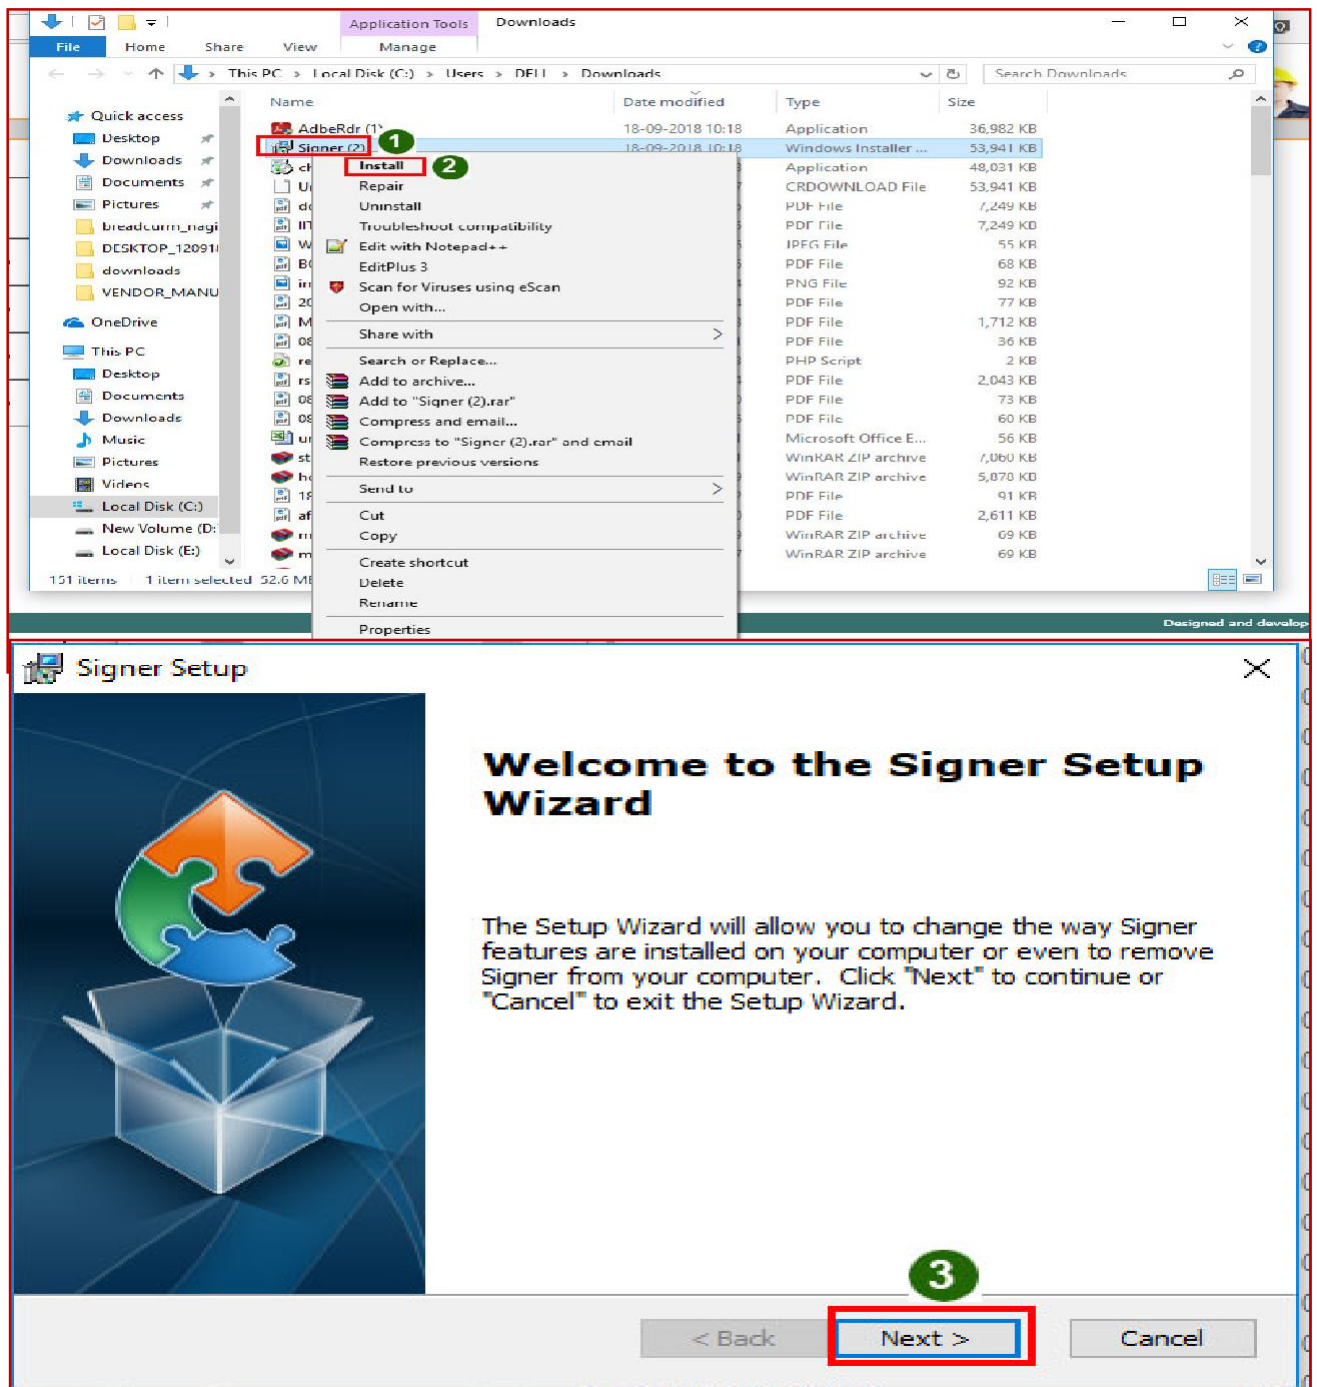 Application Tools Downloads
File Home Share View Manage
This PC > Local Disk (C:) > Users > DELL > Downloads Search Downloads
Name Date modified Type Size
Quick access
Desktop
Downloads
Documents
Pictures
breadcurm_nagi
DESKTOP_12091
downloads
VENDOR_MANU
OneDrive
This PC
Desktop
Documents
Downloads
Music
Pictures
Videos
Local Disk (C:)
New Volume (D:
Local Disk (E:)
AdbeRdr (1) 18-09-2018 10:18 Application 36,982 KB
Signer (2) 1 18-09-2018 10:18 Windows Installer ... 53,941 KB
Application 48,031 KB
CRDOWNLOAD File 53,941 KB
PDF File 7,249 KB
PDF File 7,249 KB
JPEG File 55 KB
PDF File 68 KB
PNG File 92 KB
PDF File 77 KB
PDF File 1,712 KB
PDF File 36 KB
PHP Script 2 KB
PDF File 2,043 KB
PDF File 73 KB
PDF File 60 KB
Microsoft Office E... 56 KB
WinRAR ZIP archive 7,060 KB
WinRAR ZIP archive 5,878 KB
PDF File 91 KB
PDF File 2,611 KB
WinRAR ZIP archive 69 KB
WinRAR ZIP archive 69 KB
Install 2
Repair
Uninstall
Troubleshoot compatibility
Edit with Notepad++
EditPlus 3
Scan for Viruses using eScan
Open with...
Share with >
Search or Replace...
Add to archive...
Add to "Signer (2).rar"
Compress and email...
Compress to "Signer (2).rar" and email
Restore previous versions
Send to >
Cut
Copy
Create shortcut
Delete
Rename
Properties
151 items 1 item selected 52.6 M
Designed and develop
Signer Setup
Welcome to the Signer Setup
Wizard
The Setup Wizard will allow you to change the way Signer
features are installed on your computer or even to remove
Signer from your computer. Click "Next" to continue or
"Cancel" to exit the Setup Wizard.
3
< Back Next > Cancel